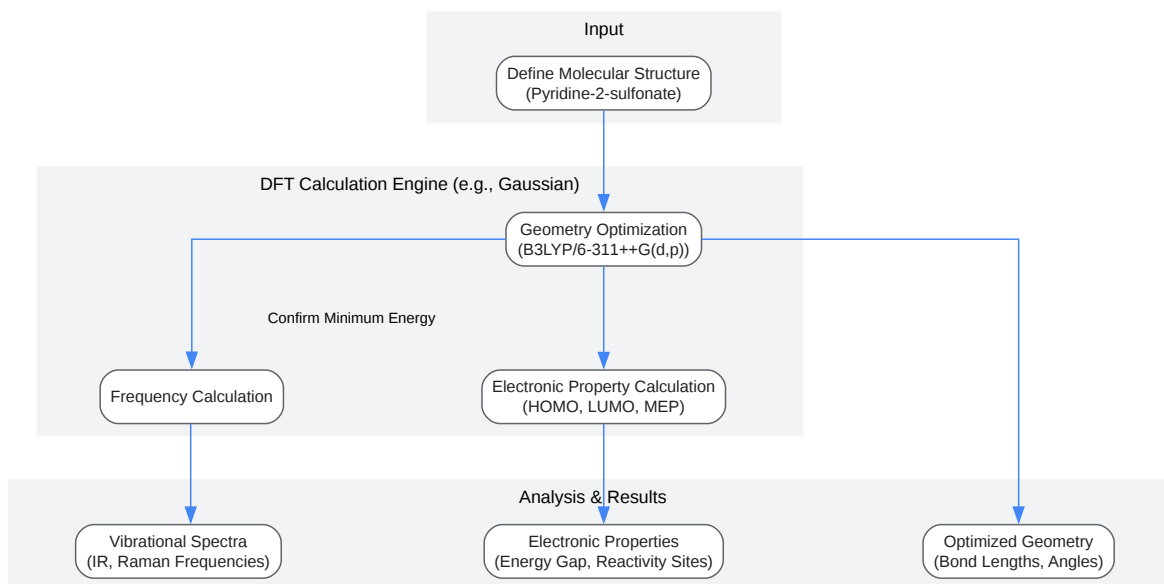 Input
Define Molecular Structure
(Pyridine-2-sulfonate)
DFT Calculation Engine (e.g., Gaussian)
Geometry Optimization
(B3LYP/6-311++G(d,p))
Confirm Minimum Energy
Frequency Calculation
Electronic Property Calculation
(HOMO, LUMO, MEP)
Analysis & Results
Vibrational Spectra
(IR, Raman Frequencies)
Electronic Properties
(Energy Gap, Reactivity Sites)
Optimized Geometry
(Bond Lengths, Angles)